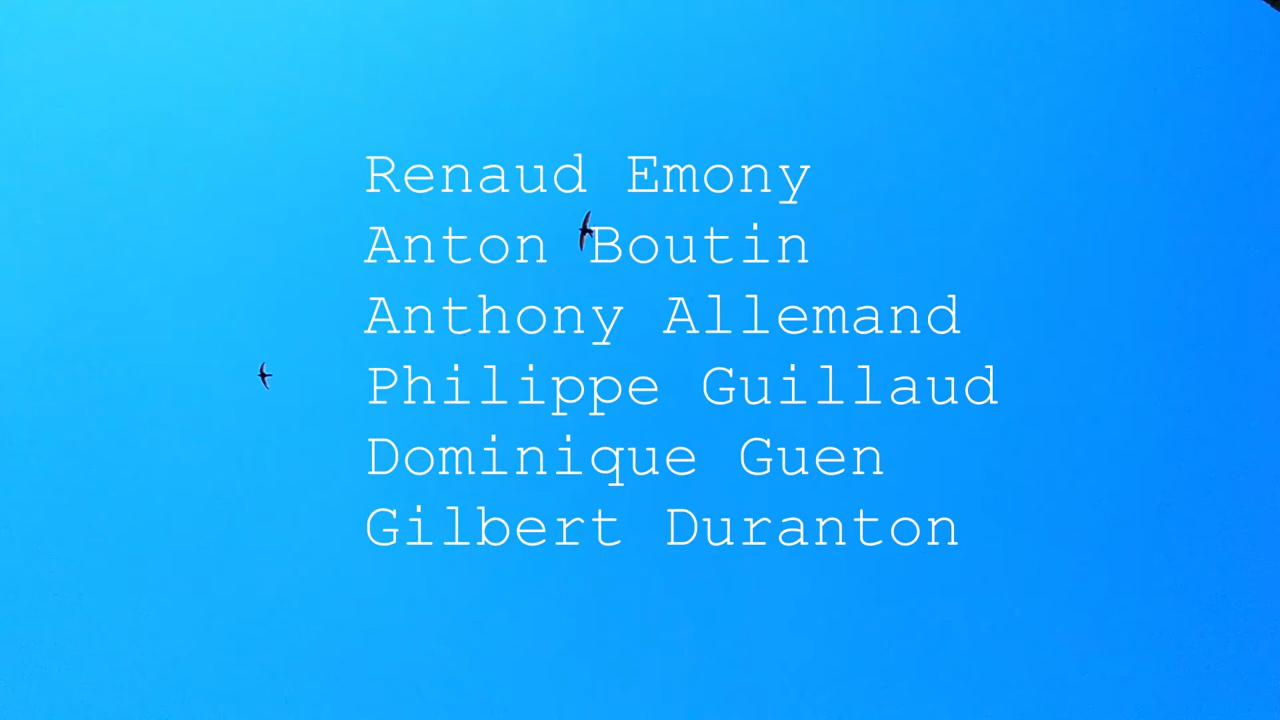 Renaud Emony
Anton Boutin
Anthony Allemand
Philippe Guillaud
Dominique Guen
Gilbert Duranton